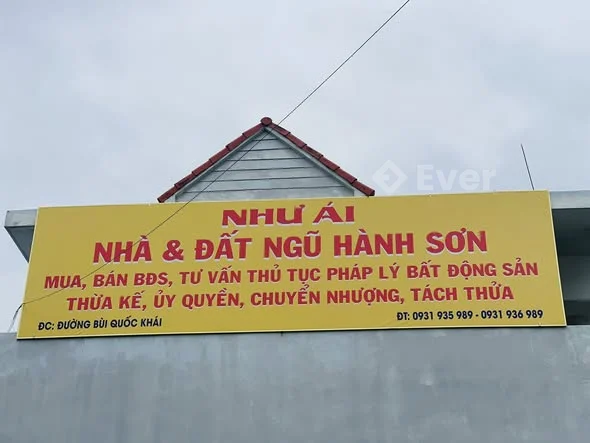 Ever
NHƯ ÁI
NHÀ & ĐẤT NGŨ HÀNH SƠN
MUA, BÁN BĐS, TƯ VẤN THỦ TỤC PHÁP LÝ BẤT ĐỘNG SẢN
THỪA KẾ, ỦY QUYỀN, CHUYỂN NHƯỢNG, TÁCH THỬA
ĐC: ĐƯỜNG BÙI QUỐC KHÁI ĐT: 0931 935 989 - 0931 936 989